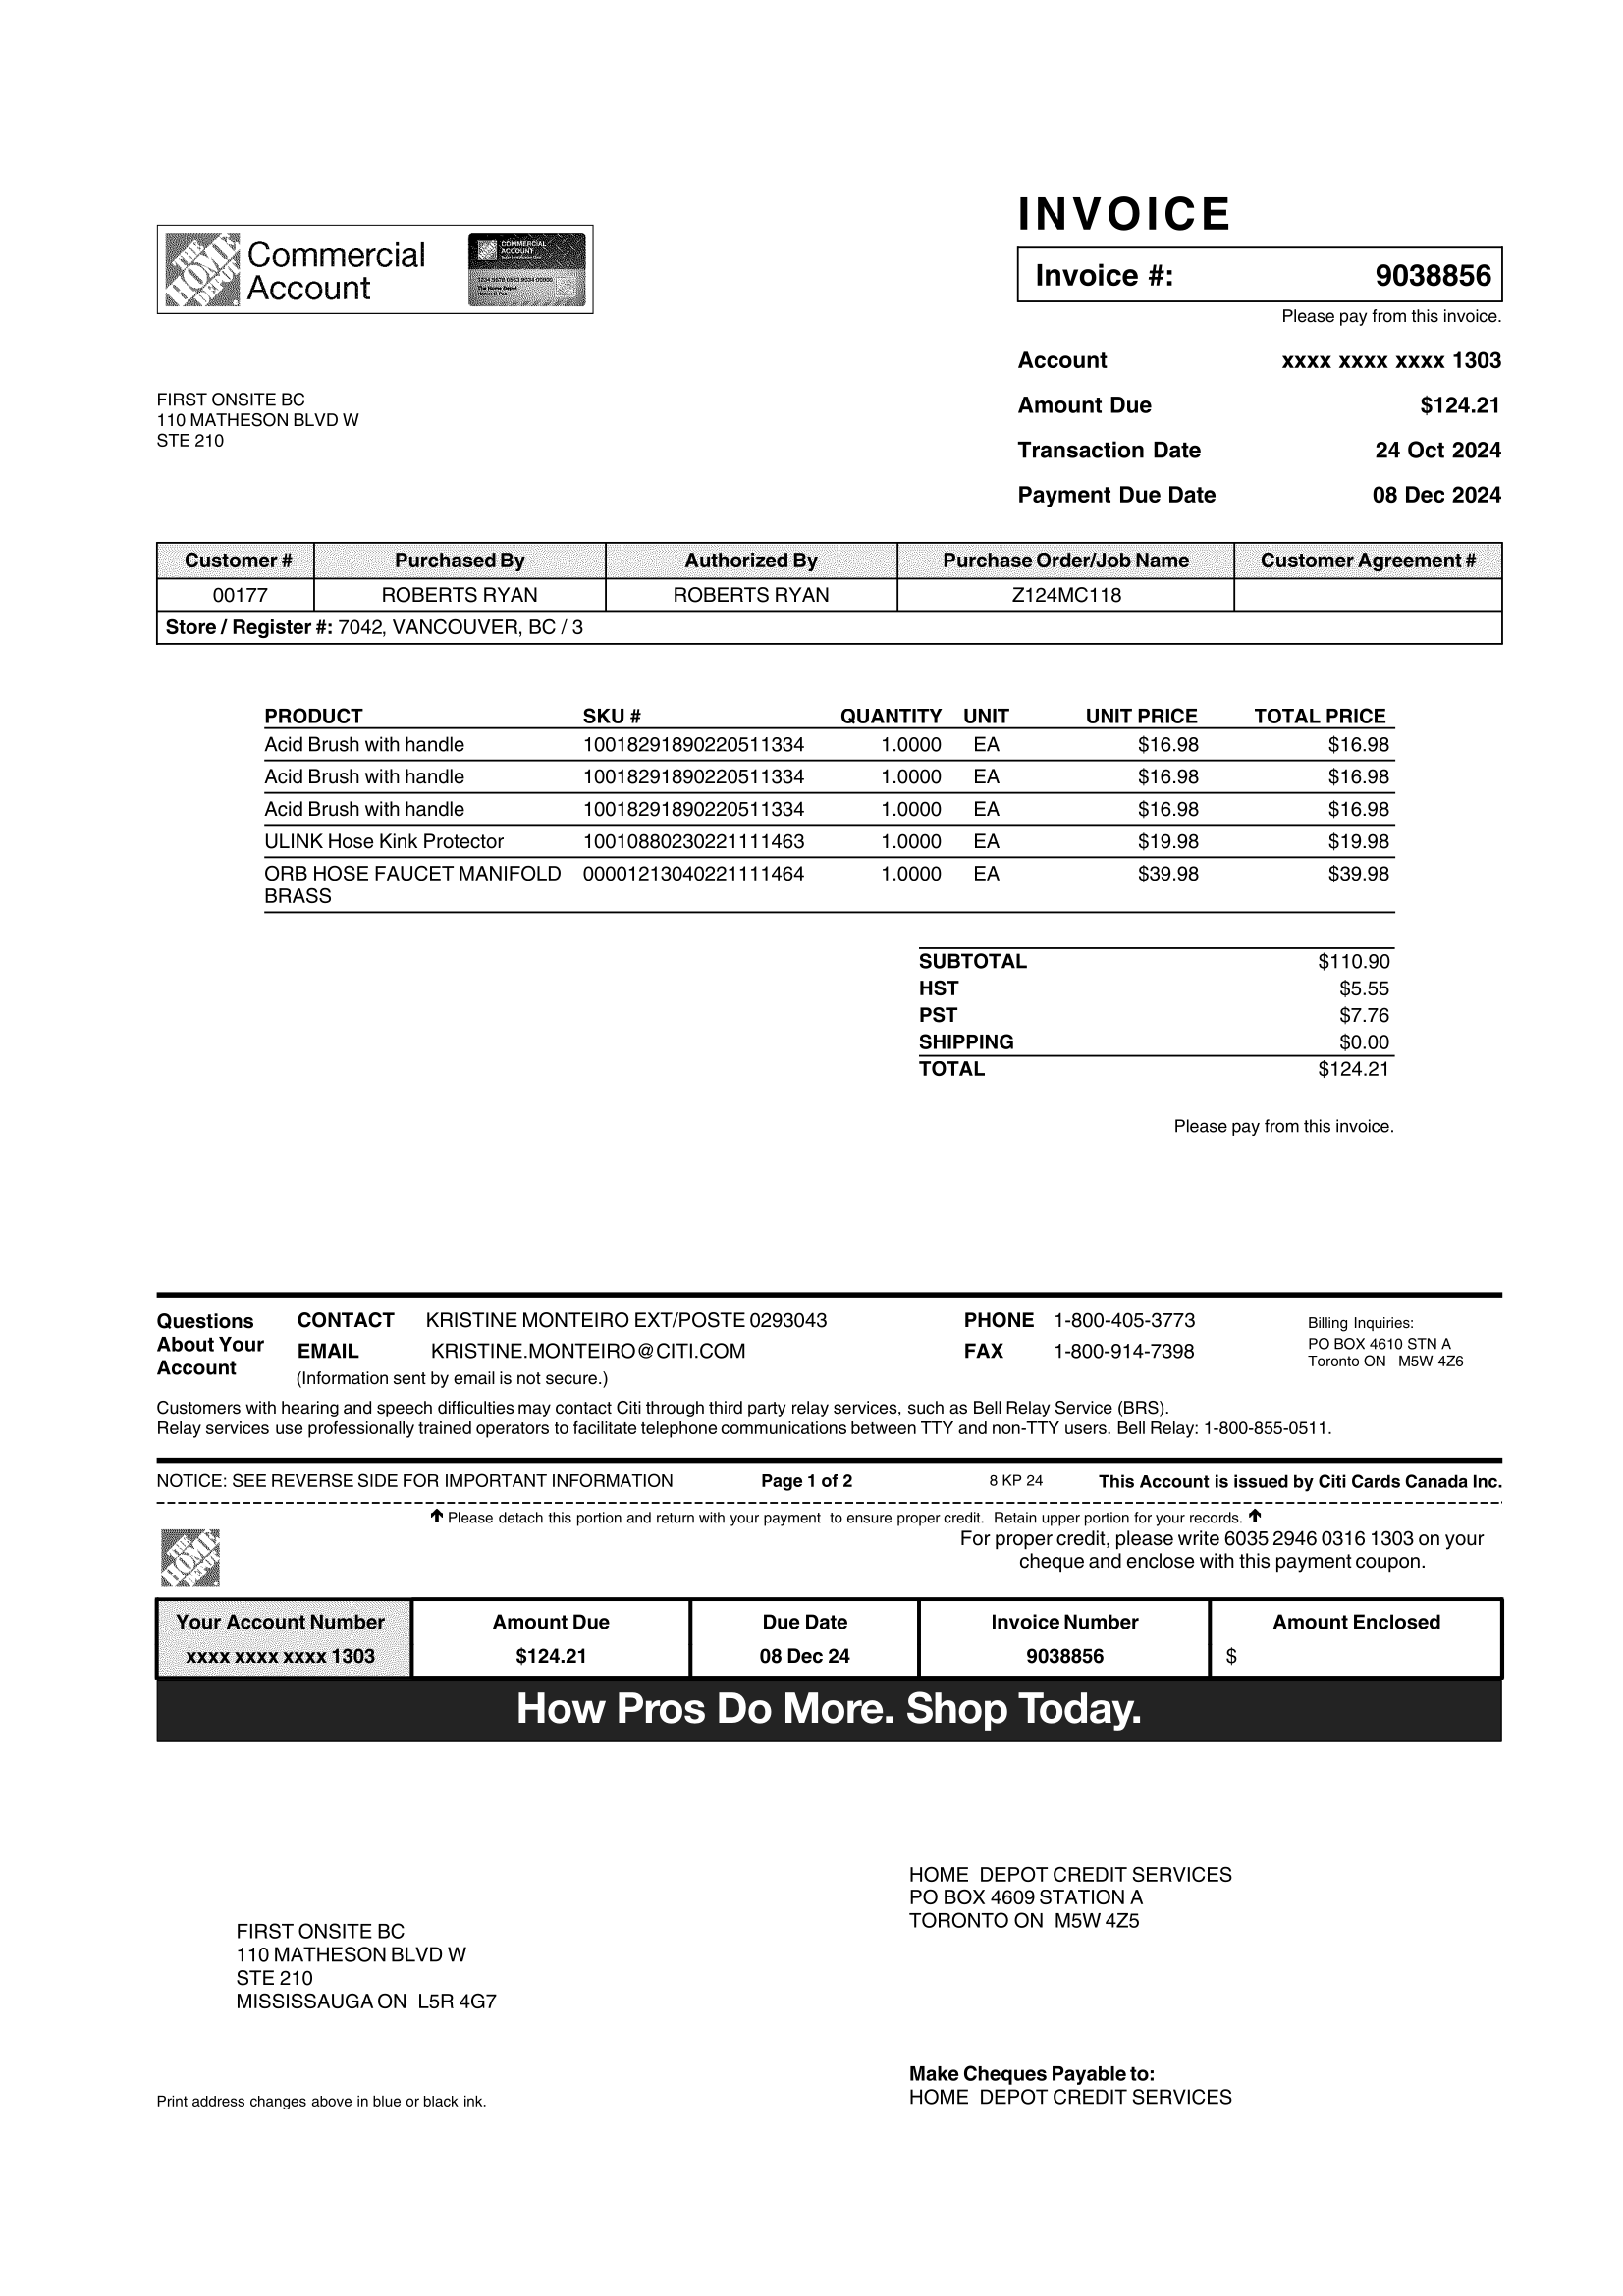 INVOICE
THE HOME DEPOT
Commercial
Account
COMMERCIAL
ACCOUNT
Invoice #: 9038856
Please pay from this invoice.
Account xxxx xxxx xxxx 1303
FIRST ONSITE BC
110 MATHESON BLVD W
STE 210
Amount Due $124.21
Transaction Date 24 Oct 2024
Payment Due Date 08 Dec 2024
Customer # Purchased By Authorized By Purchase Order/Job Name Customer Agreement #
00177 ROBERTS RYAN ROBERTS RYAN Z124MC118
Store / Register #: 7042, VANCOUVER, BC / 3
PRODUCT SKU # QUANTITY UNIT UNIT PRICE TOTAL PRICE
Acid Brush with handle 10018291890220511334 1.0000 EA $16.98 $16.98
Acid Brush with handle 10018291890220511334 1.0000 EA $16.98 $16.98
Acid Brush with handle 10018291890220511334 1.0000 EA $16.98 $16.98
ULINK Hose Kink Protector 10010880230221111463 1.0000 EA $19.98 $19.98
ORB HOSE FAUCET MANIFOLD 00001213040221111464 1.0000 EA $39.98 $39.98
BRASS
SUBTOTAL $110.90
HST $5.55
PST $7.76
SHIPPING $0.00
TOTAL $124.21
Please pay from this invoice.
Questions
About Your
Account
CONTACT KRISTINE MONTEIRO EXT/POSTE 0293043
EMAIL KRISTINE.MONTEIRO@CITI.COM
(Information sent by email is not secure.)
PHONE 1-800-405-3773
FAX 1-800-914-7398
Billing Inquiries:
PO BOX 4610 STN A
Toronto ON M5W 4Z6
Customers with hearing and speech difficulties may contact Citi through third party relay services, such as Bell Relay Service (BRS).
Relay services use professionally trained operators to facilitate telephone communications between TTY and non-TTY users. Bell Relay: 1-800-855-0511.
NOTICE: SEE REVERSE SIDE FOR IMPORTANT INFORMATION Page 1 of 2 8 KP 24 This Account is issued by Citi Cards Canada Inc.
Please detach this portion and return with your payment to ensure proper credit. Retain upper portion for your records.
THE HOME DEPOT
For proper credit, please write 6035 2946 0316 1303 on your
cheque and enclose with this payment coupon.
Your Account Number Amount Due Due Date Invoice Number Amount Enclosed
xxxx xxxx xxxx 1303 $124.21 08 Dec 24 9038856 $
How Pros Do More. Shop Today.
HOME DEPOT CREDIT SERVICES
PO BOX 4609 STATION A
TORONTO ON M5W 4Z5
FIRST ONSITE BC
110 MATHESON BLVD W
STE 210
MISSISSAUGA ON L5R 4G7
Make Cheques Payable to:
HOME DEPOT CREDIT SERVICES
Print address changes above in blue or black ink.